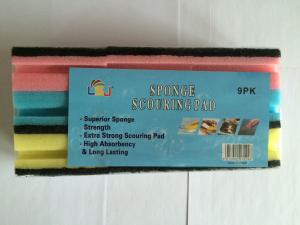 SPONGE
SCOURING PAD
9PK
- Superior Sponge
Strength
- Extra Strong Scouring Pad
- High Absorbency
& Long Lasting